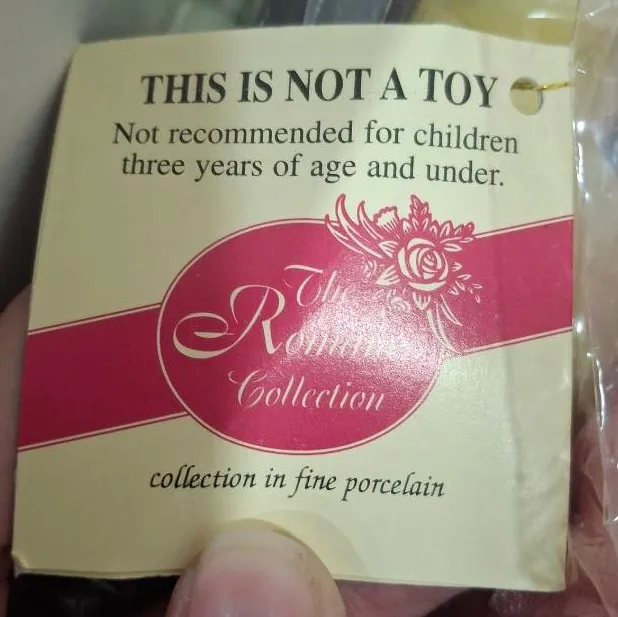 THIS IS NOT A TOY
Not recommended for children
three years of age and under.
The
Collection
collection in fine porcelain